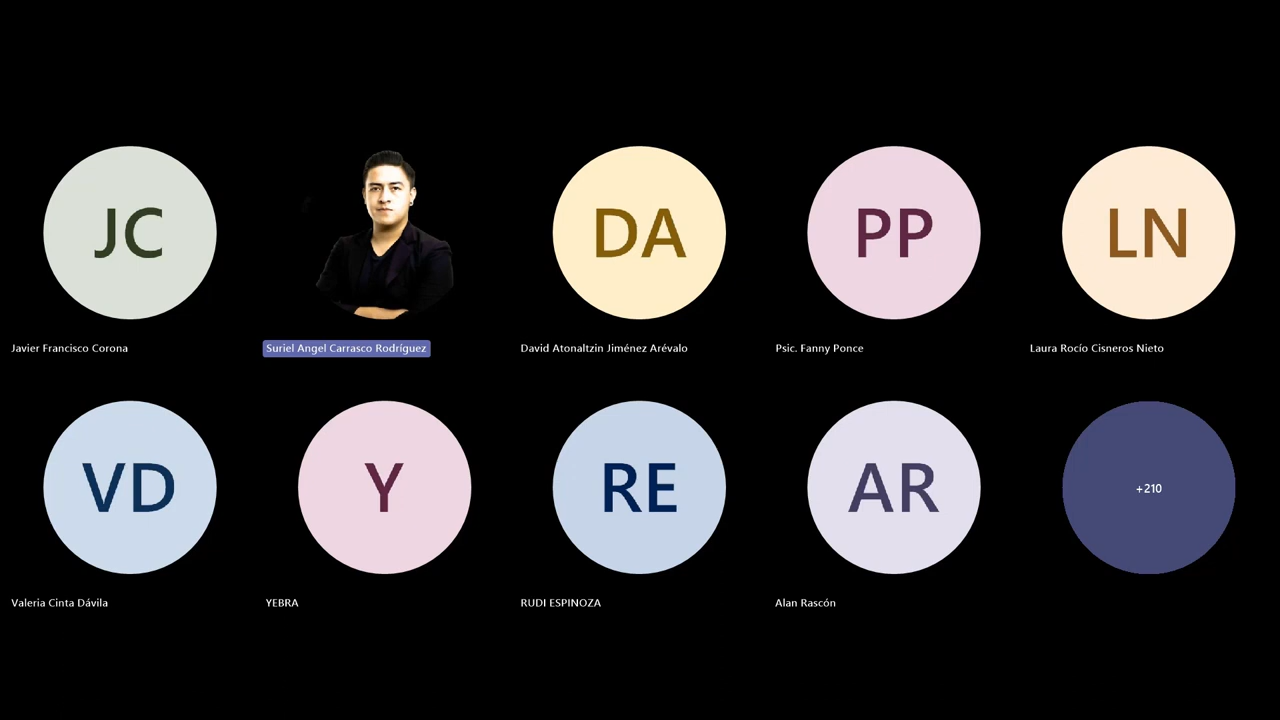 JC
DA
PP
LN
Javier Francisco Corona
Suriel Angel Carrasco Rodríguez
David Atonaltzin Jiménez Arévalo
Psic. Fanny Ponce
Laura Rocío Cisneros Nieto
VD
Y
RE
AR
+210
Valeria Cinta Dávila
YEBRA
RUDI ESPINOZA
Alan Rascón